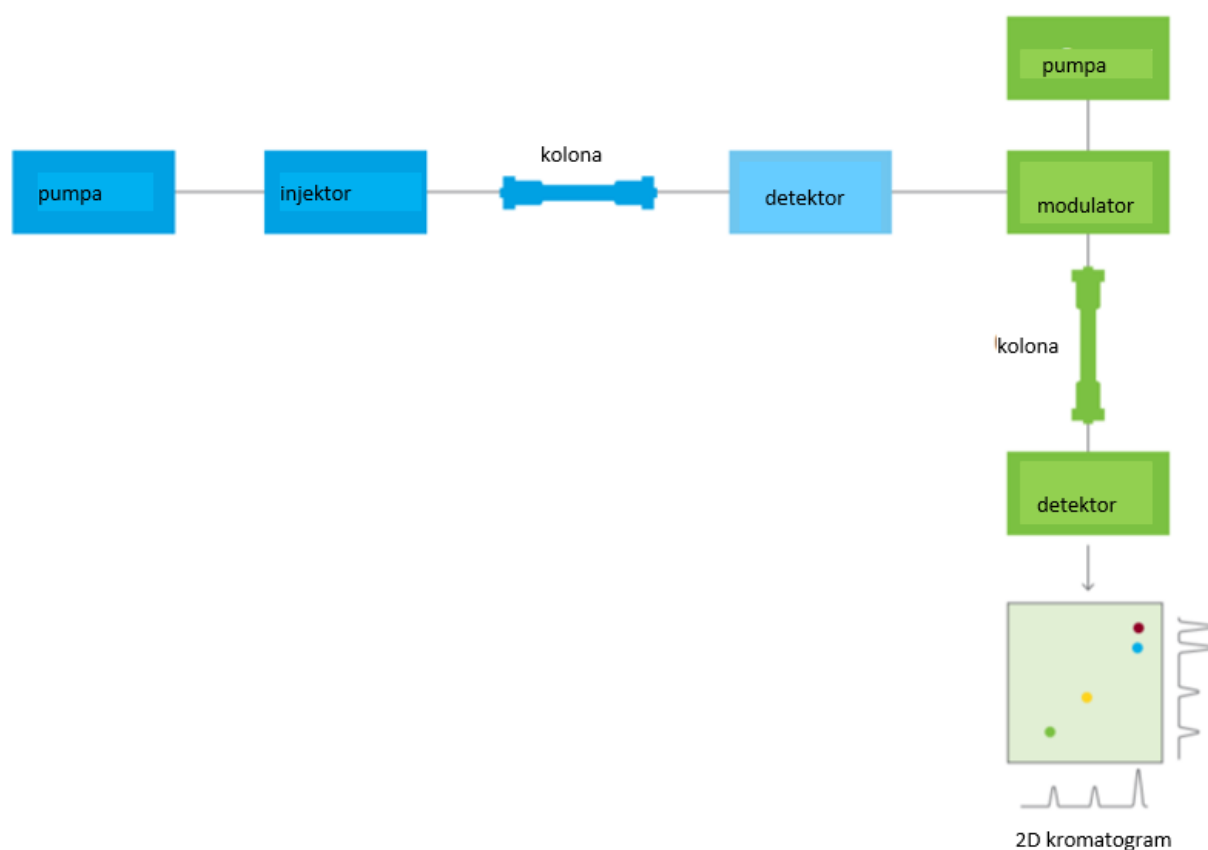 pumpa
kolona
pumpa
injektor
detektor
modulator
kolona
detektor
2D kromatogram